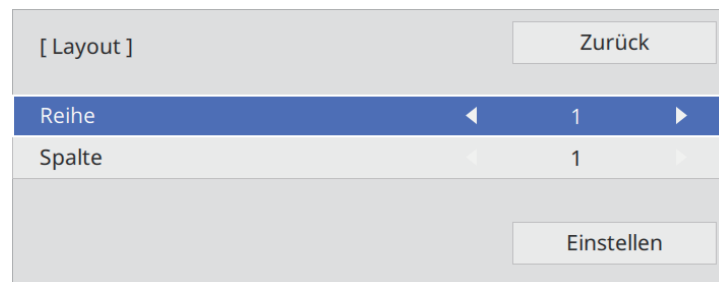 [ Layout ]
Zurück
Reihe 1
Spalte 1
Einstellen